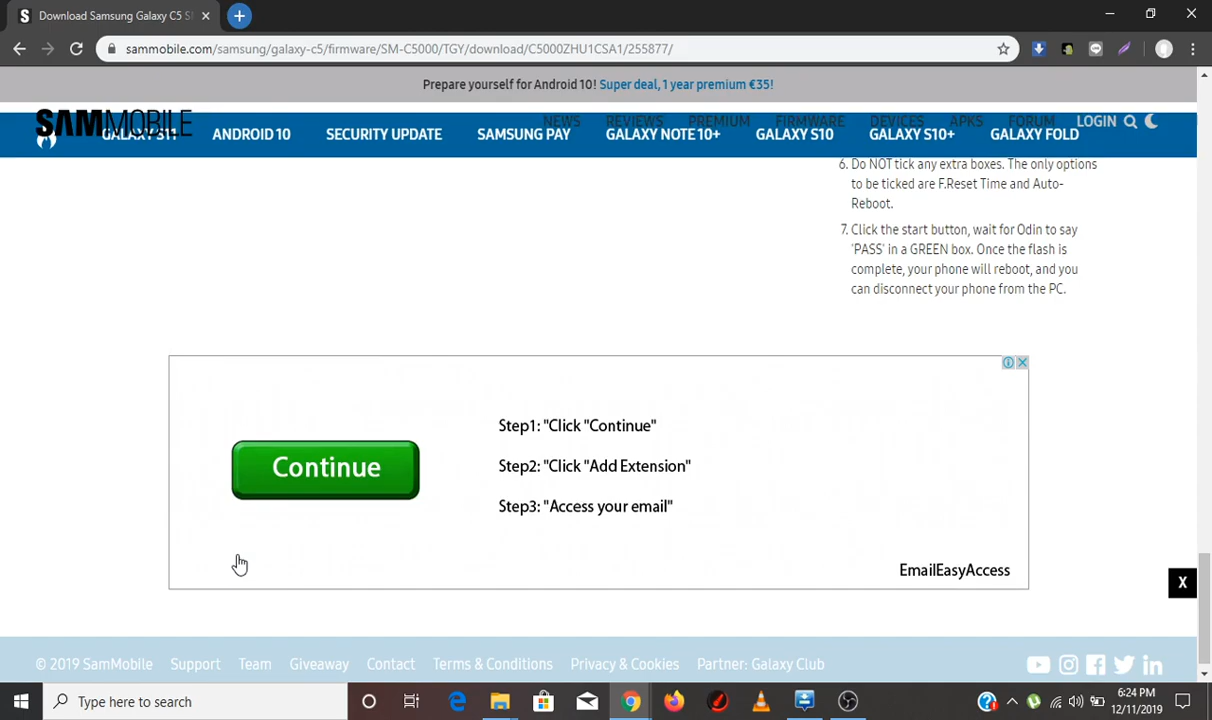 Download Samsung Galaxy C5 S
sammobile.com/samsung/galaxy-c5/firmware/SM-C5000/TGY/download/C5000ZHU1CSA1/255877/
Prepare yourself for Android 10! Super deal, 1 year premium €35!
SAMMOBILE
NEWS REVIEWS PREMIUM FIRMWARE DEVICES APKS FORUM LOGIN
GALAXY S11 ANDROID 10 SECURITY UPDATE SAMSUNG PAY GALAXY NOTE 10+ GALAXY S10 GALAXY S10+ GALAXY FOLD
6. Do NOT tick any extra boxes. The only options
to be ticked are F.Reset Time and Auto-
Reboot.
7. Click the start button, wait for Odin to say
'PASS' in a GREEN box. Once the flash is
complete, your phone will reboot, and you
can disconnect your phone from the PC.
Continue
Step1: "Click "Continue"
Step2: "Click "Add Extension"
Step3: "Access your email"
EmailEasyAccess
X
© 2019 SamMobile Support Team Giveaway Contact Terms & Conditions Privacy & Cookies Partner: Galaxy Club
Type here to search
6:24 PM
12/11/2019